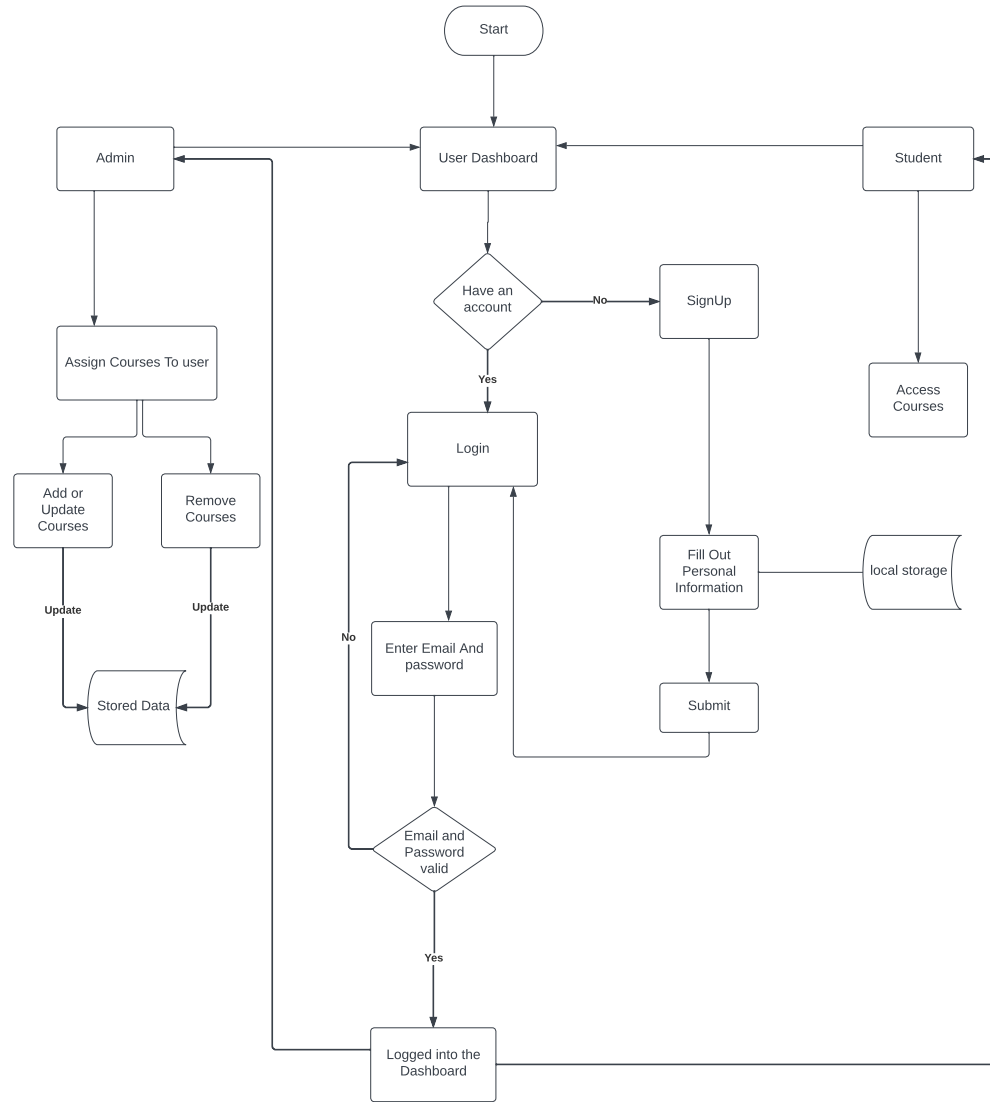 Start
Admin
User Dashboard
Student
Have an
account
No
SignUp
Yes
Assign Courses To user
Access
Courses
Login
Add or
Update
Courses
Remove
Courses
Fill Out
Personal
Information
local storage
Update
Update
No
Enter Email And
password
Stored Data
Submit
Email and
Password
valid
Yes
Logged into the
Dashboard